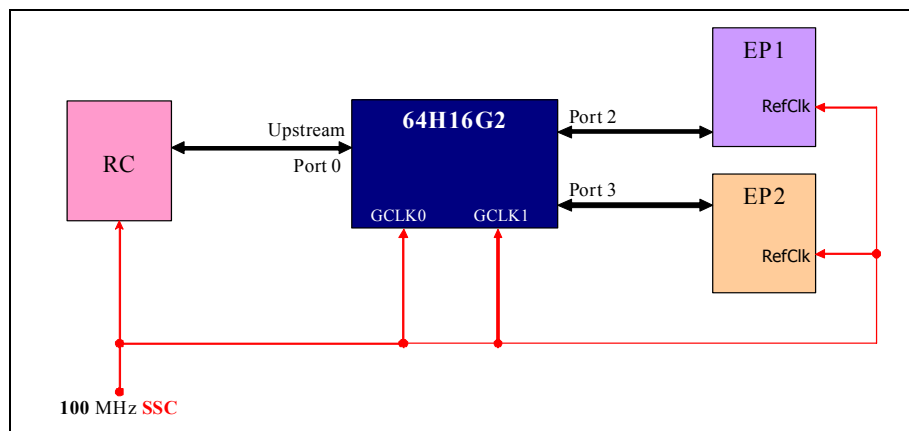 EP1
RefClk
64H16G2
Port 2
Upstream
RC
Port 0
Port 3
EP2
GCLK0
GCLK1
RefClk
100 MHz SSC